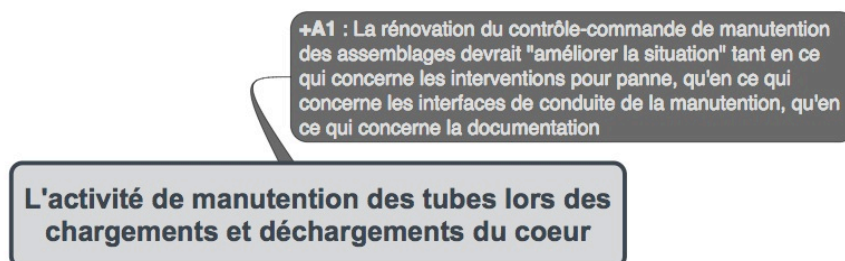 +A1 : La rénovation du contrôle-commande de manutention
des assemblages devrait "améliorer la situation" tant en ce
qui concerne les interventions pour panne, qu'en ce qui
concerne les interfaces de conduite de la manutention, qu'en
ce qui concerne la documentation
L'activité de manutention des tubes lors des
chargements et déchargements du coeur